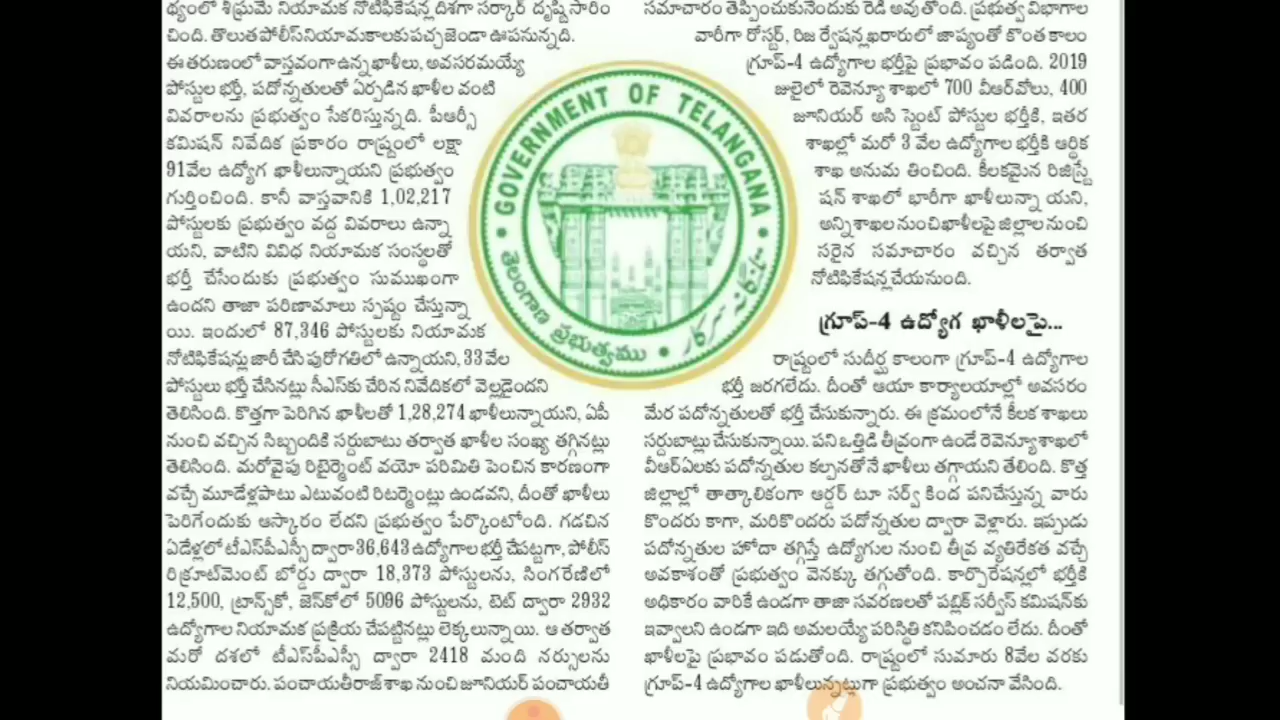 థ్యంలో శీఘ్రమే నియామక నోటిఫికేషన్ల దిశగా సర్కార్ దృష్టి సారిం
చింది. తొలుత పోలీస్ నియామకాలకు పచ్చజెండా ఊపనున్నది.
ఈ తరుణంలో వాస్తవంగా ఉన్న ఖాళీలు, అవసరమయ్యే
పోస్టుల భర్తీ, పదోన్నతులతో ఏర్పడిన ఖాళీల వంటి
వివరాలను ప్రభుత్వం సేకరిస్తున్నది. పీఆర్సీ
కమిషన్ నివేదిక ప్రకారం రాష్ట్రంలో లక్షా
91వేల ఉద్యోగ ఖాళీలున్నాయని ప్రభుత్వం
గుర్తించింది. కానీ వాస్తవానికి 1,02,217
పోస్టులకు ప్రభుత్వం వద్ద వివరాలు ఉన్నా
యని, వాటిని వివిధ నియామక సంస్థలతో
భర్తీ చేసేందుకు ప్రభుత్వం సుముఖంగా
ఉందని తాజా పరిణామాలు స్పష్టం చేస్తున్నా
యి. ఇందులో 87,346 పోస్టులకు నియామక
నోటిఫికేషన్లు జారీ చేసి పురోగతిలో ఉన్నాయని, 33వేల
పోస్టులు భర్తీ చేసినట్లు సీఎస్‌కు చేరిన నివేదికలో వెల్లడైందని
తెలిసింది. కొత్తగా పెరిగిన ఖాళీలతో 1,28,274 ఖాళీలున్నాయని, ఏపీ
నుంచి వచ్చిన సిబ్బందికి సర్దుబాటు తర్వాత ఖాళీల సంఖ్య తగ్గినట్లు
తెలిసింది. మరోవైపు రిటైర్మెంట్ వయో పరిమితి పెంచిన కారణంగా
వచ్చే మూడేళ్లపాటు ఎటువంటి రిటర్మెంట్లు ఉండవని, దీంతో ఖాళీలు
పెరిగేందుకు ఆస్కారం లేదని ప్రభుత్వం పేర్కొంటోంది. గడచిన
ఏడేళ్లలో టీఎస్‌పీఎస్సీ ద్వారా 36,643 ఉద్యోగాల భర్తీ చేపట్టగా, పోలీస్
రిక్రూట్‌మెంట్ బోర్డు ద్వారా 18,373 పోస్టులను, సింగరేణిలో
12,500, ట్రాన్స్‌కో, జెన్‌కోలో 5096 పోస్టులను, టెట్ ద్వారా 2932
ఉద్యోగాల నియామక ప్రక్రియ చేపట్టినట్లు లెక్కలున్నాయి. ఆ తర్వాత
మరో దశలో టీఎస్‌పీఎస్సీ ద్వారా 2418 మంది నర్సులను
నియమించారు. పంచాయతీరాజ్ శాఖ నుంచి జూనియర్ పంచాయతీ
GOVERNMENT OF TELANGANA
తెలంగాణ ప్రభుత్వము
సమాచారం తెప్పించుకునేందుకు రెడీ అవుతోంది. ప్రభుత్వ విభాగాల
వారీగా రోస్టర్, రిజ ర్వేషన్ల ఖరారులో జాప్యంతో కొంత కాలం
గ్రూప్-4 ఉద్యోగాల భర్తీపై ప్రభావం పడింది. 2019
జులైలో రెవెన్యూ శాఖలో 700 వీఆర్‌వోలు, 400
జూనియర్ అసి స్టెంట్ పోస్టుల భర్తీకి, ఇతర
శాఖల్లో మరో 3 వేల ఉద్యోగాల భర్తీకి ఆర్థిక
శాఖ అనుమ తించింది. కీలకమైన రిజిస్ట్రే
షన్ శాఖలో భారీగా ఖాళీలున్నా యని,
అన్ని శాఖల నుంచి ఖాళీలపై జిల్లాల నుంచి
సరైన సమాచారం వచ్చిన తర్వాత
నోటిఫికేషన్ల చేయనుంది.
గ్రూప్-4 ఉద్యోగ ఖాళీలపై...
రాష్ట్రంలో సుదీర్ఘ కాలంగా గ్రూప్-4 ఉద్యోగాల
భర్తీ జరగలేదు. దీంతో ఆయా కార్యాలయాల్లో అవసరం
మేర పదోన్నతులతో భర్తీ చేసుకున్నారు. ఈ క్రమంలోనే కీలక శాఖలు
సర్దుబాట్లు చేసుకున్నాయి. పని ఒత్తిడి తీవ్రంగా ఉండే రెవెన్యూ శాఖలో
వీఆర్ఏలకు పదోన్నతుల కల్పనతోనే ఖాళీలు తగ్గాయని తేలింది. కొత్త
జిల్లాల్లో తాత్కాలికంగా ఆర్డర్ టూ సర్వ్ కింద పనిచేస్తున్న వారు
కొందరు కాగా, మరికొందరు పదోన్నతుల ద్వారా వెళ్లారు. ఇప్పుడు
పదోన్నతుల హోదా తగ్గిస్తే ఉద్యోగుల నుంచి తీవ్ర వ్యతిరేకత వచ్చే
అవకాశంతో ప్రభుత్వం వెనక్కు తగ్గుతోంది. కార్పొరేషన్లలో భర్తీకి
అధికారం వారికే ఉండగా తాజా సవరణలతో పబ్లిక్ సర్వీస్ కమిషన్‌కు
ఇవ్వాలని ఉండగా ఇది అమలయ్యే పరిస్థితి కనిపించడం లేదు. దీంతో
ఖాళీలపై ప్రభావం పడుతోంది. రాష్ట్రంలో సుమారు 8వేల వరకు
గ్రూప్-4 ఉద్యోగాల ఖాళీలున్నట్లుగా ప్రభుత్వం అంచనా వేసింది.